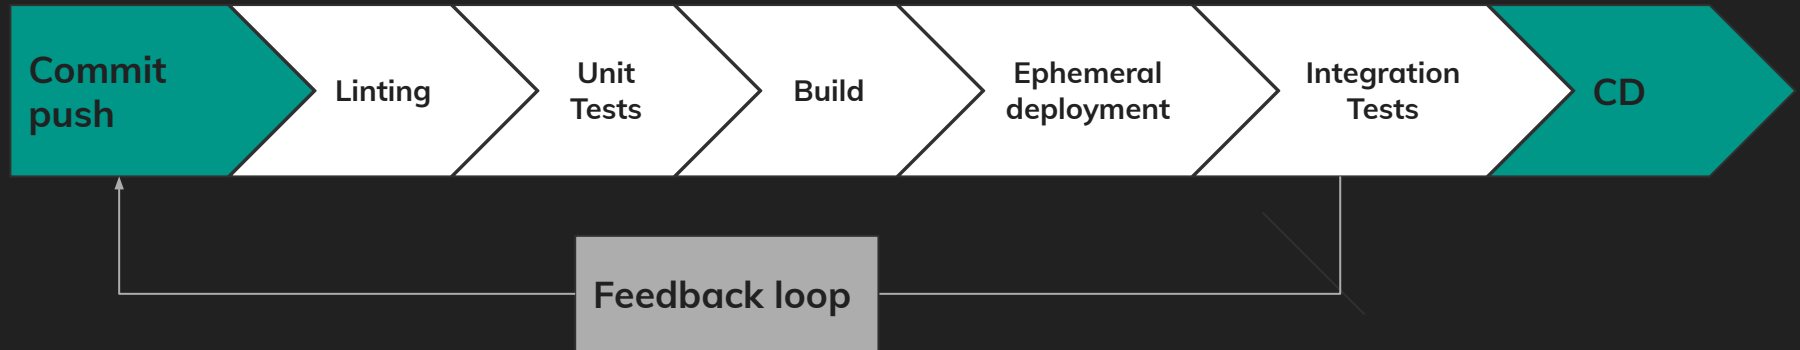 Commit
push
Linting
Unit
Tests
Build
Ephemeral
deployment
Integration
Tests
CD
Feedback loop